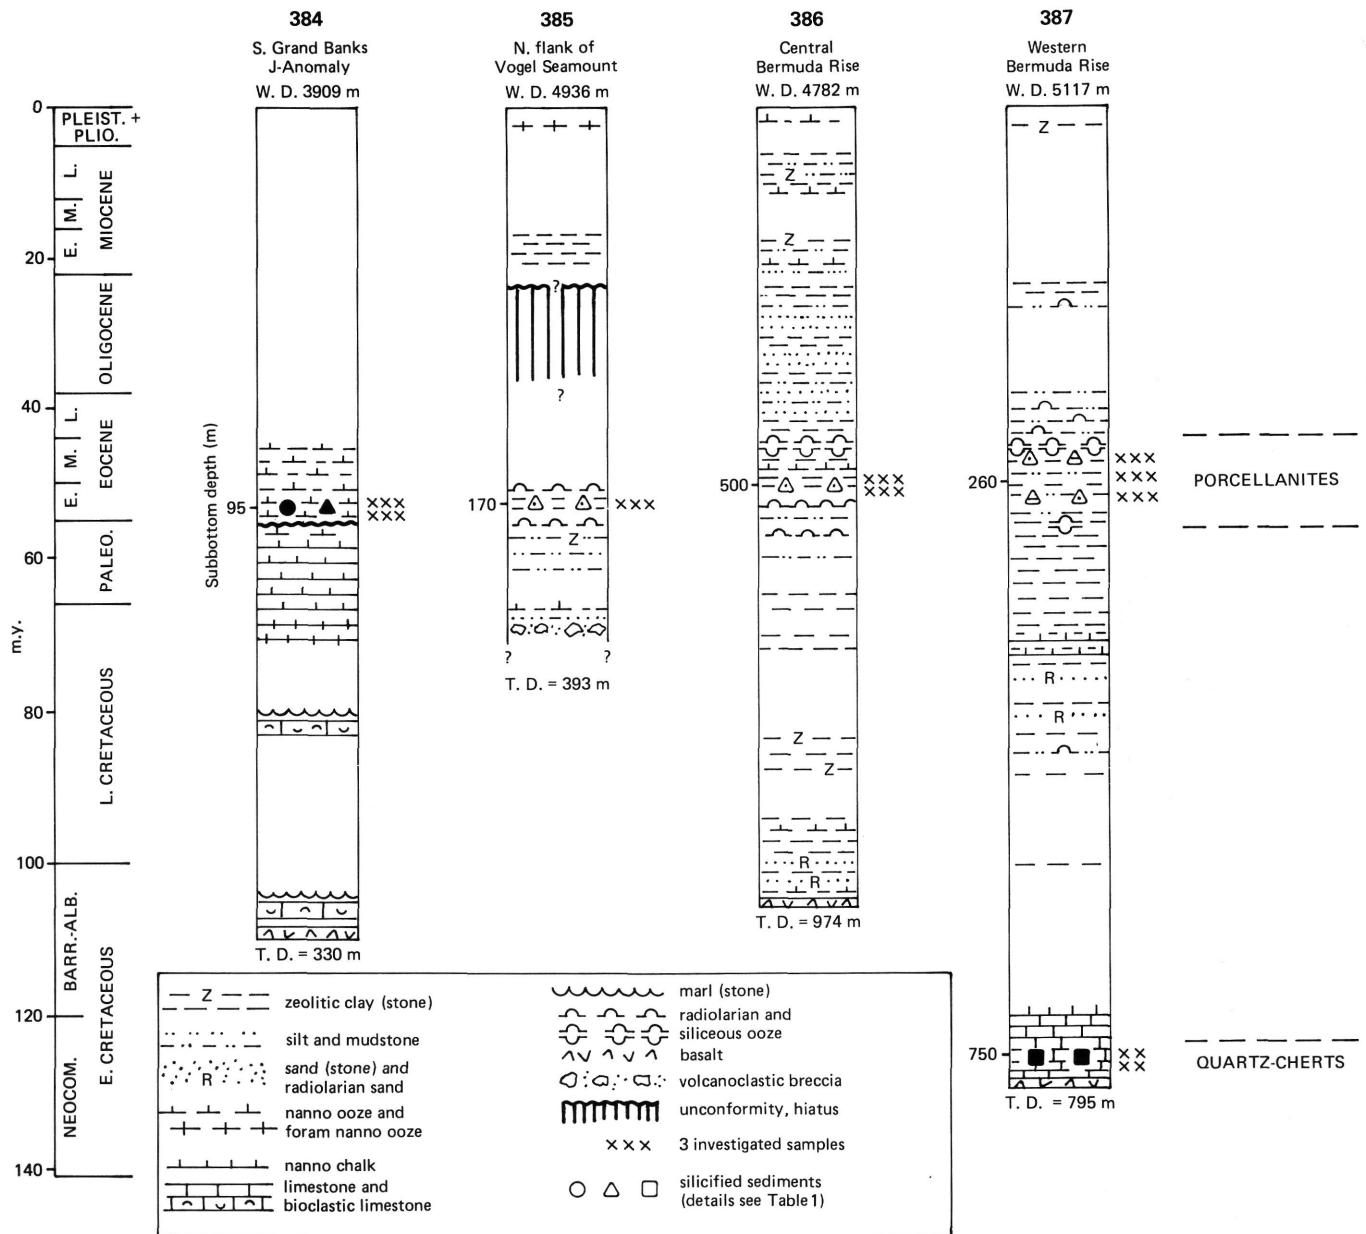 384 385 386 387
S. Grand Banks N. flank of Central Western
J-Anomaly Vogel Seamount Bermuda Rise Bermuda Rise
W. D. 3909 m W. D. 4936 m W. D. 4782 m W. D. 5117 m
0
PLEIST. +
PLIO.
Z
L.
Z
M.
MIOCENE
E.
Z
20
?
OLIGOCENE
?
40
L.
M.
EOCENE
E.
PORCELLANITES
Subbottom depth (m)
95 × × × 170 × × × 500 × × × 260 × × ×
× × × × × × × × ×
× × ×
Z
PALEO.
60
m.y.
? ?
T. D. = 393 m
R
80
R
L. CRETACEOUS
Z
Z
100
R
R
T. D. = 974 m
BARR.-ALB.
T. D. = 330 m
E. CRETACEOUS
120
NEOCOM.
750 × ×
× ×
QUARTZ-CHERTS
T. D. = 795 m
140
Z zeolitic clay (stone)
silt and mudstone
R sand (stone) and
radiolarian sand
nanno ooze and
foram nanno ooze
nanno chalk
limestone and
bioclastic limestone
marl (stone)
radiolarian and
siliceous ooze
basalt
volcanoclastic breccia
unconformity, hiatus
× × × 3 investigated samples
silicified sediments
(details see Table 1)